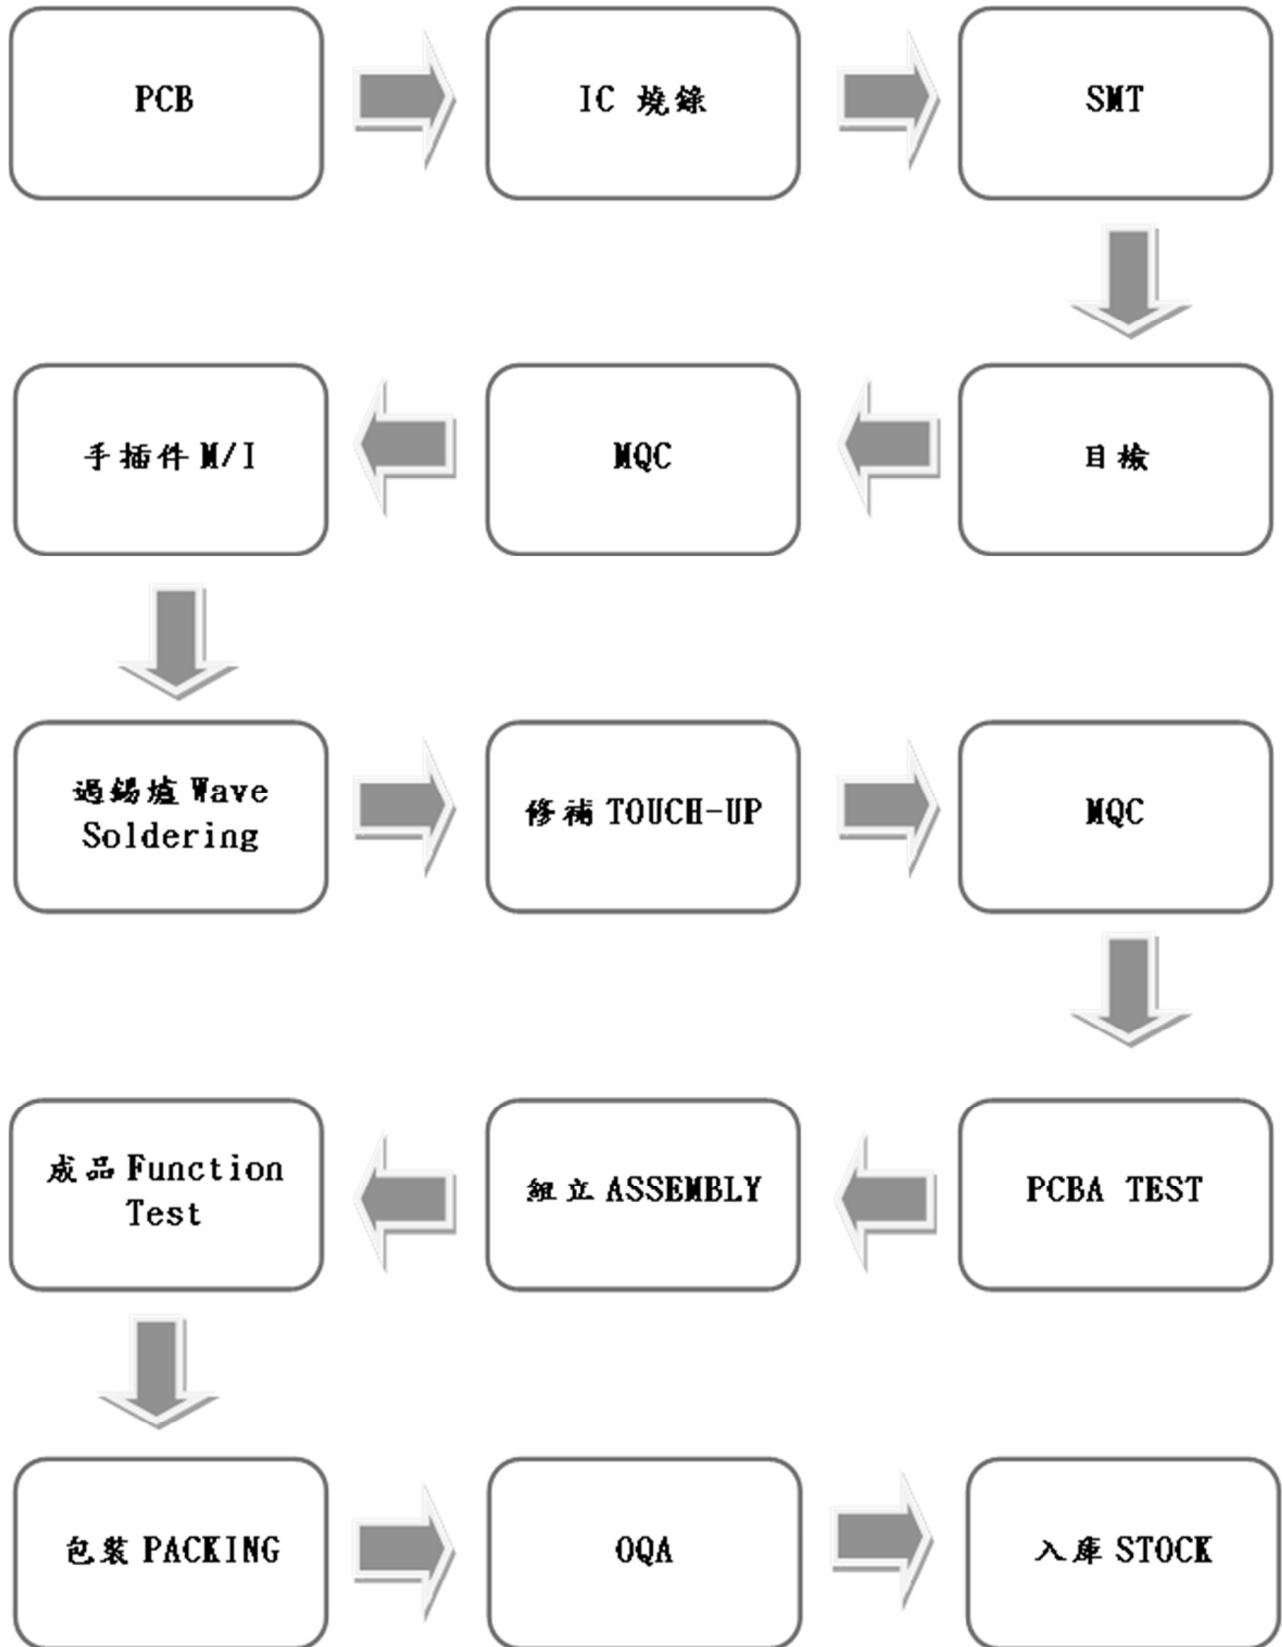 PCB
IC 燒錄
SMT
目檢
MQC
手插件 M/I
過錫爐 Wave
Soldering
修補 TOUCH-UP
MQC
PCBA TEST
組立 ASSEMBLY
成品 Function
Test
包裝 PACKING
OQA
入庫 STOCK